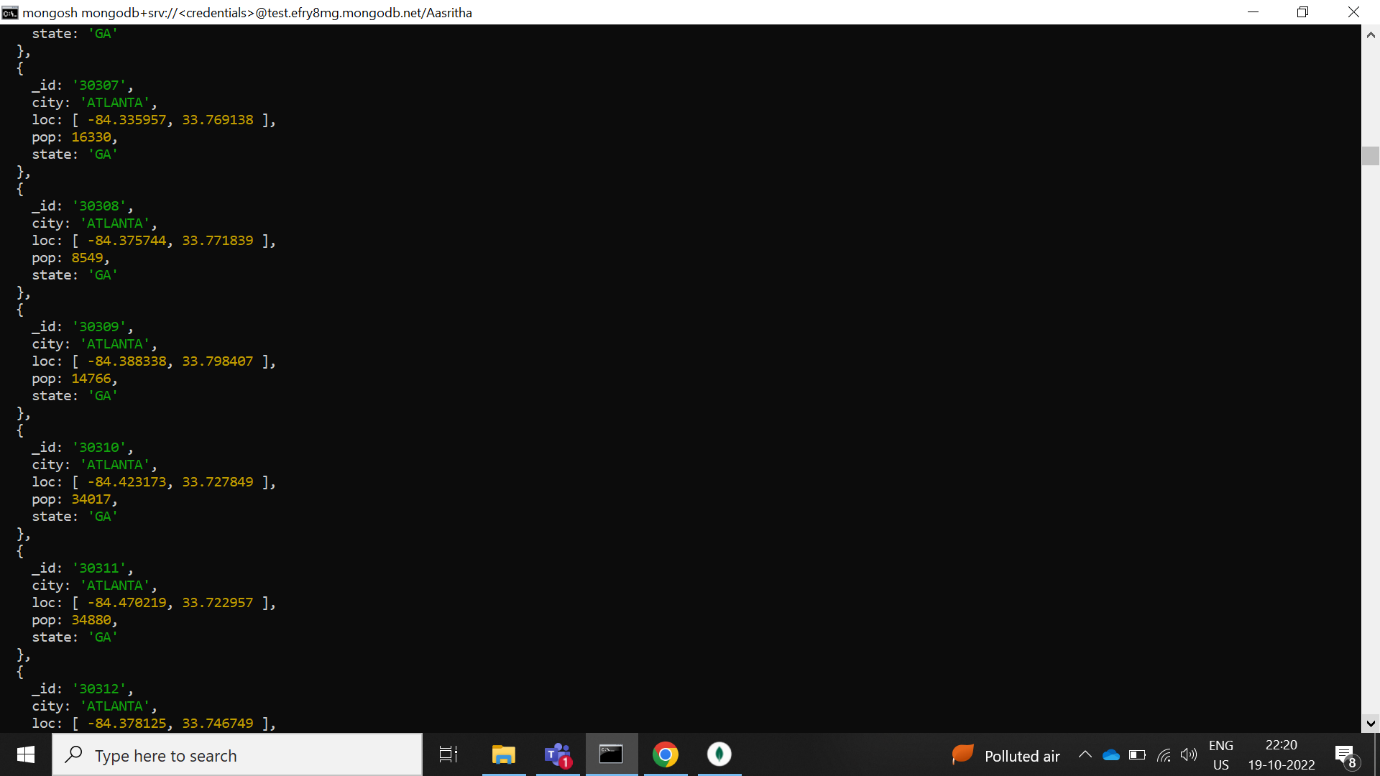 mongosh mongodb+srv://<credentials>@test.efry8mg.mongodb.net/Aasritha
state: 'GA'
},
{
_id: '30307',
city: 'ATLANTA',
loc: [ -84.335957, 33.769138 ],
pop: 16330,
state: 'GA'
},
{
_id: '30308',
city: 'ATLANTA',
loc: [ -84.375744, 33.771839 ],
pop: 8549,
state: 'GA'
},
{
_id: '30309',
city: 'ATLANTA',
loc: [ -84.388338, 33.798407 ],
pop: 14766,
state: 'GA'
},
{
_id: '30310',
city: 'ATLANTA',
loc: [ -84.423173, 33.727849 ],
pop: 34017,
state: 'GA'
},
{
_id: '30311',
city: 'ATLANTA',
loc: [ -84.470219, 33.722957 ],
pop: 34880,
state: 'GA'
},
{
_id: '30312',
city: 'ATLANTA',
loc: [ -84.378125, 33.746749 ],
Type here to search
1
Polluted air
ENG
US
22:20
19-10-2022
8